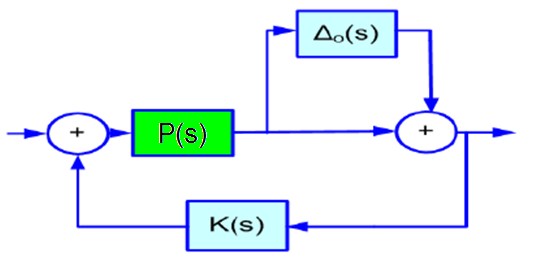 Δₒ(s)
+
P(s)
+
K(s)